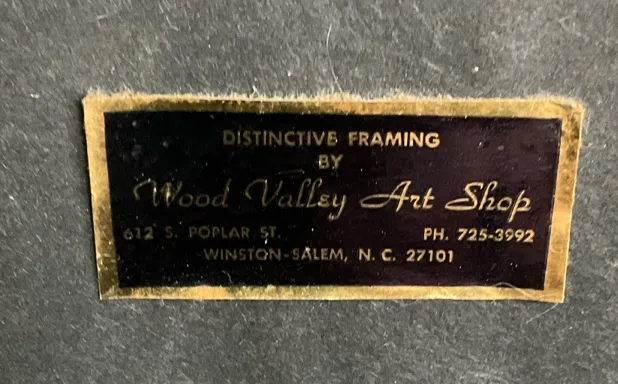 DISTINCTIVE FRAMING
BY
Wood Valley Art Shop
612 S. POPLAR ST. PH. 725-3992
WINSTON-SALEM, N. C. 27101